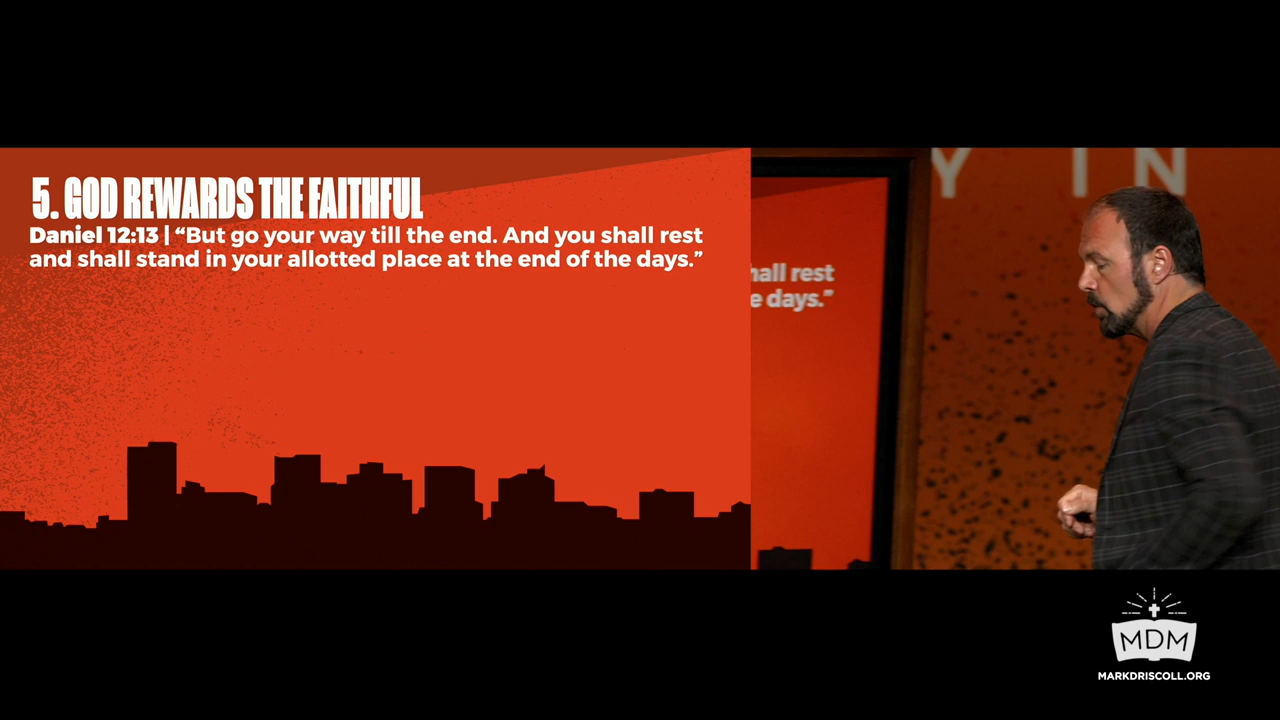 5. GOD REWARDS THE FAITHFUL
Daniel 12:13 | “But go your way till the end. And you shall rest
and shall stand in your allotted place at the end of the days.”
hall rest
e days.”
Y IN
MDM
MARKDRISCOLL.ORG